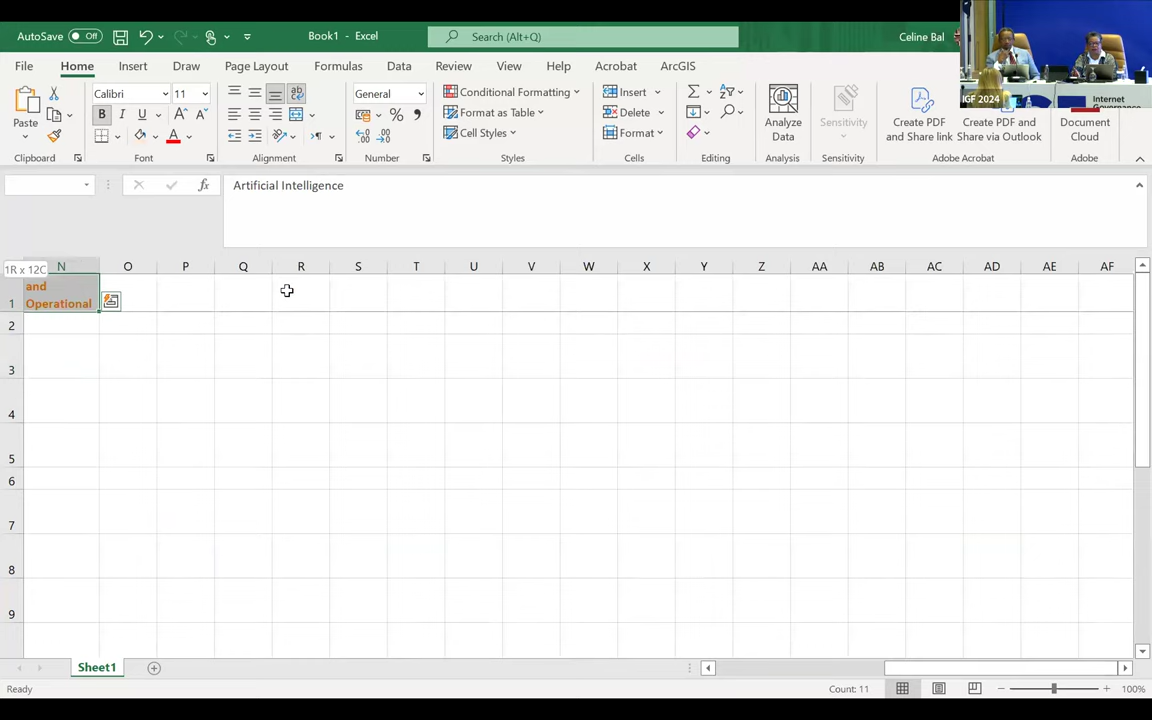 AutoSave Off Book1 - Excel Search (Alt+Q) Celine Bal
File Home Insert Draw Page Layout Formulas Data Review View Help Acrobat ArcGIS
IGF 2024
Internet
Paste
Clipboard
Calibri 11
B I U
Font
ab
Alignment
General
% 
Number
Conditional Formatting
Format as Table
Cell Styles
Styles
Insert
Delete
Format
Cells
Editing
Analyze
Data
Analysis
Sensitivity
Sensitivity
Create PDF
and Share link
Create PDF and
Share via Outlook
Adobe Acrobat
Document
Cloud
Adobe
fx Artificial Intelligence
1R x 12C
N O P Q R S T U V W X Y Z AA AB AC AD AE AF
1 and
Operational
2
3
4
5
6
7
8
9
Sheet1
Ready Count: 11 100%